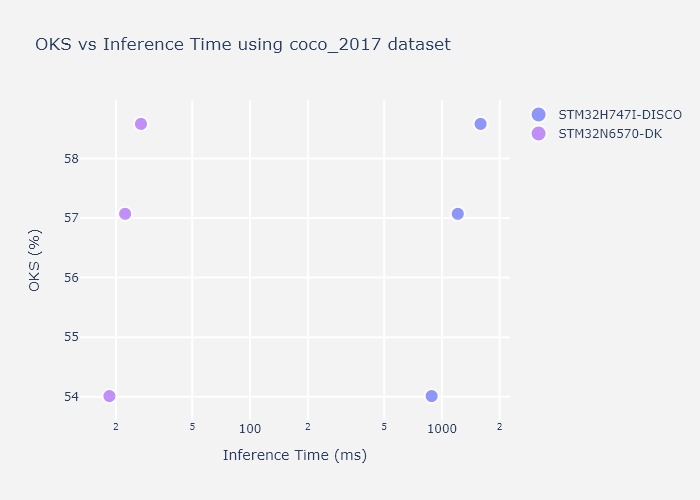 OKS vs Inference Time using coco_2017 dataset
STM32H747I-DISCO
STM32N6570-DK
58
57
56
55
54
OKS (%)
2 5 100 2 5 1000 2
Inference Time (ms)